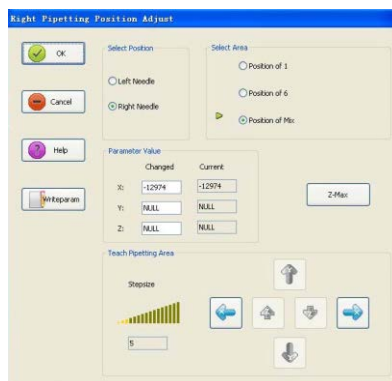 Right Pipetting Position Adjust
OK
Cancel
Help
Writeparam
Select Position
Left Needle
Right Needle
Select Area
Position of 1
Position of 6
Position of Mix
Parameter Value
Changed Current
X: -12974 -12974
Y: NULL NULL
Z: NULL NULL
Z-Max
Teach Pipetting Area
Stepsize
5